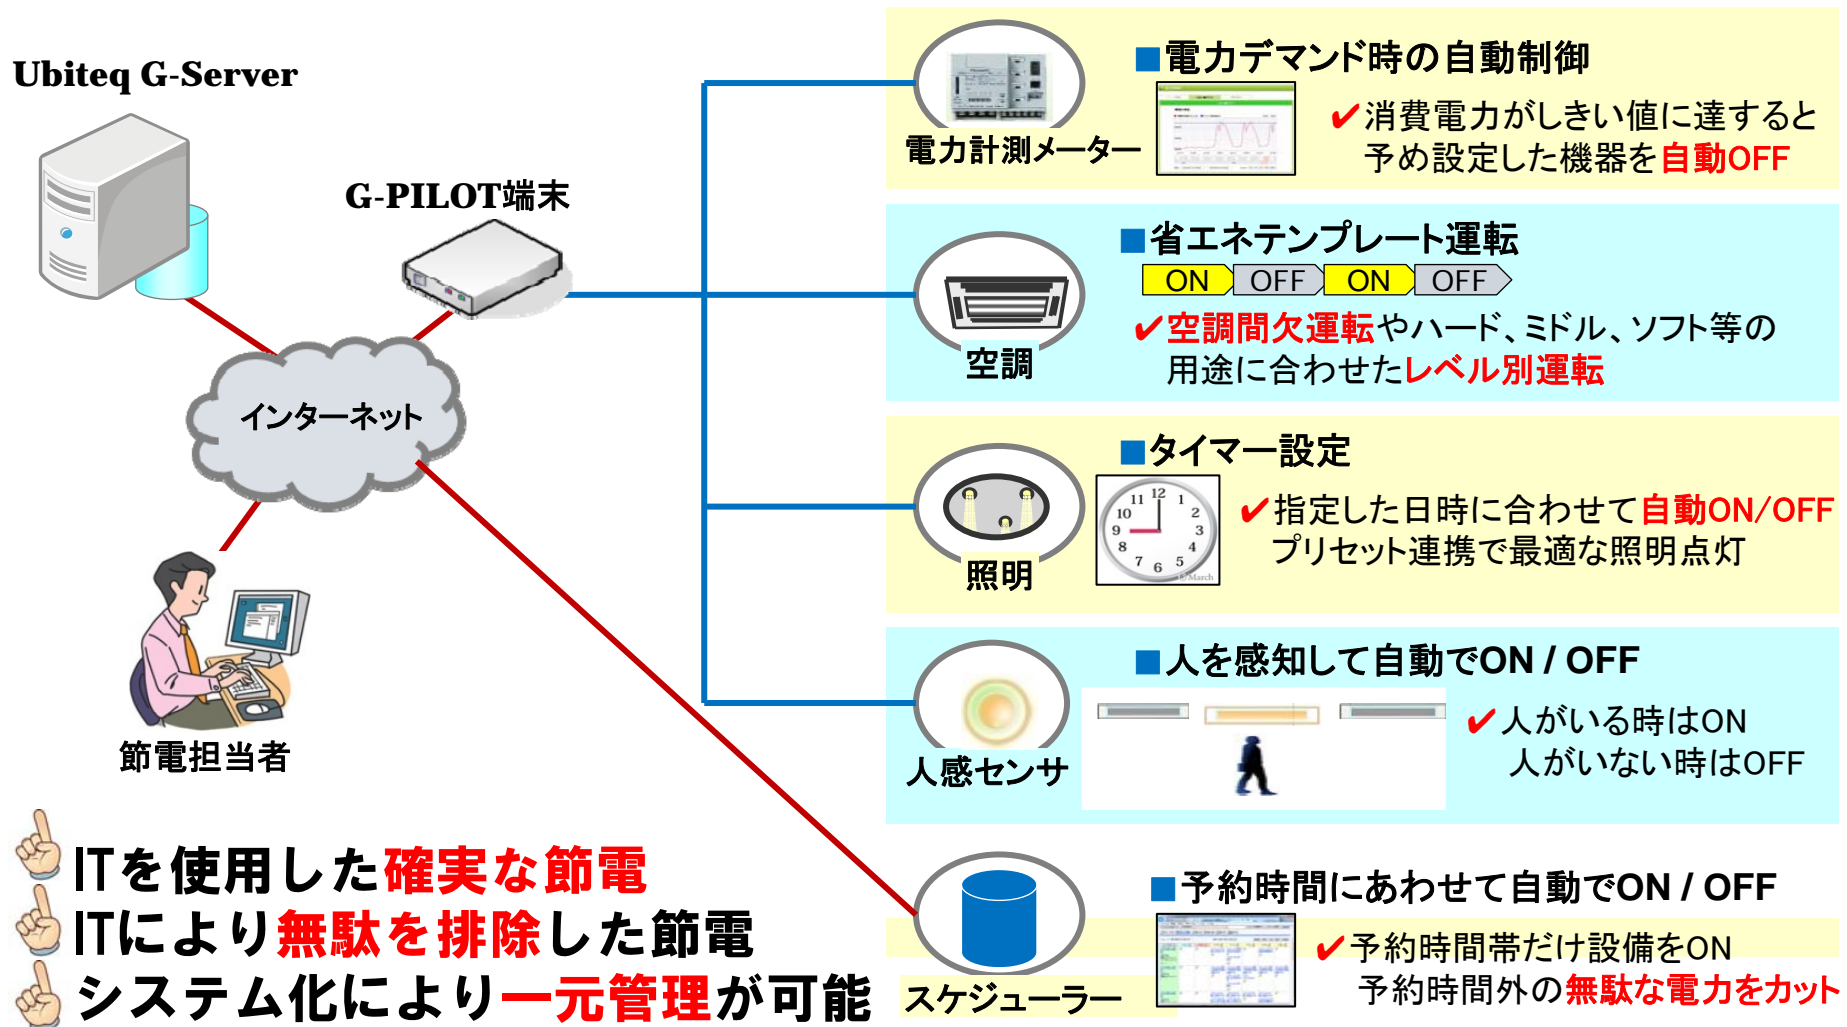 Ubiteq G-Server
G-PILOT端末
インターネット
節電担当者
ITを使用した確実な節電
ITにより無駄を排除した節電
システム化により一元管理が可能
電力計測メーター
■電力デマンド時の自動制御
✔消費電力がしきい値に達すると
予め設定した機器を自動OFF
空調
■省エネテンプレート運転
ON OFF ON OFF
✔空調間欠運転やハード、ミドル、ソフト等の
用途に合わせたレベル別運転
照明
■タイマー設定
11 12 1
10 2
9 3
8 4
7 6 5
March
✔指定した日時に合わせて自動ON/OFF
プリセット連携で最適な照明点灯
人感センサ
■人を感知して自動でON / OFF
✔人がいる時はON
人がいない時はOFF
スケジューラー
■予約時間にあわせて自動でON / OFF
✔予約時間帯だけ設備をON
予約時間外の無駄な電力をカット